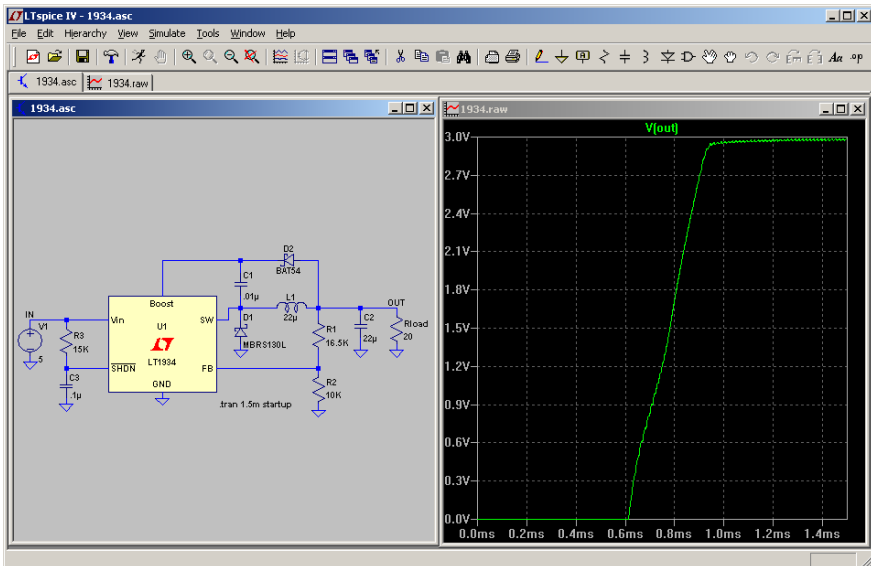 LTspice IV - 1934.asc
File Edit Hierarchy View Simulate Tools Window Help
Aa .op
1934.asc 1934.raw
1934.asc
D2
BAT54
C1
.01µ
Boost
IN
V1
5
R3
15K
Vin
U1
LT1934
SW
SHDN
FB
GND
C3
.1µ
D1
MBRS130L
L1
22µ
R1
16.5K
R2
10K
C2
22µ
OUT
Rload
20
.tran 1.5m startup
1934.raw
V(out)
3.0V
2.7V
2.4V
2.1V
1.8V
1.5V
1.2V
0.9V
0.6V
0.3V
0.0V
0.0ms 0.2ms 0.4ms 0.6ms 0.8ms 1.0ms 1.2ms 1.4ms